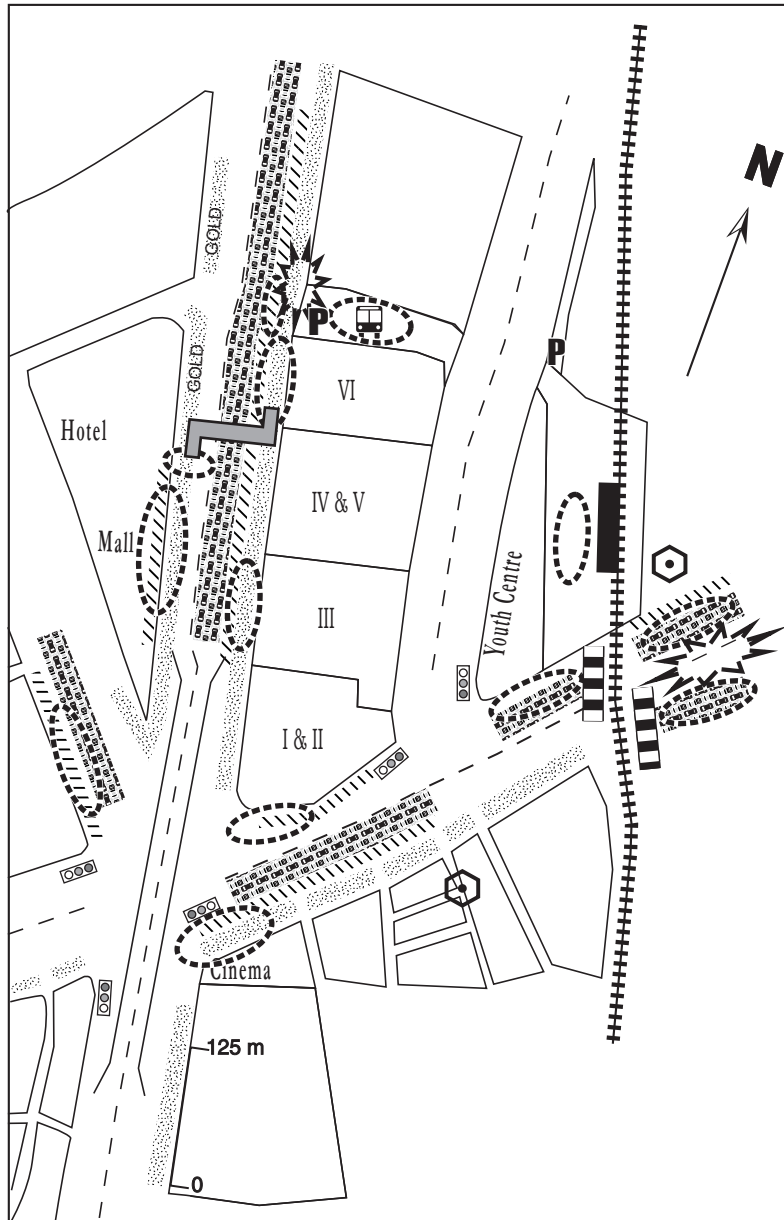 N
GOLD
P
P
GOLD
VI
Hotel
IV & V
Mall
Youth Centre
III
I & II
Cinema
125 m
0